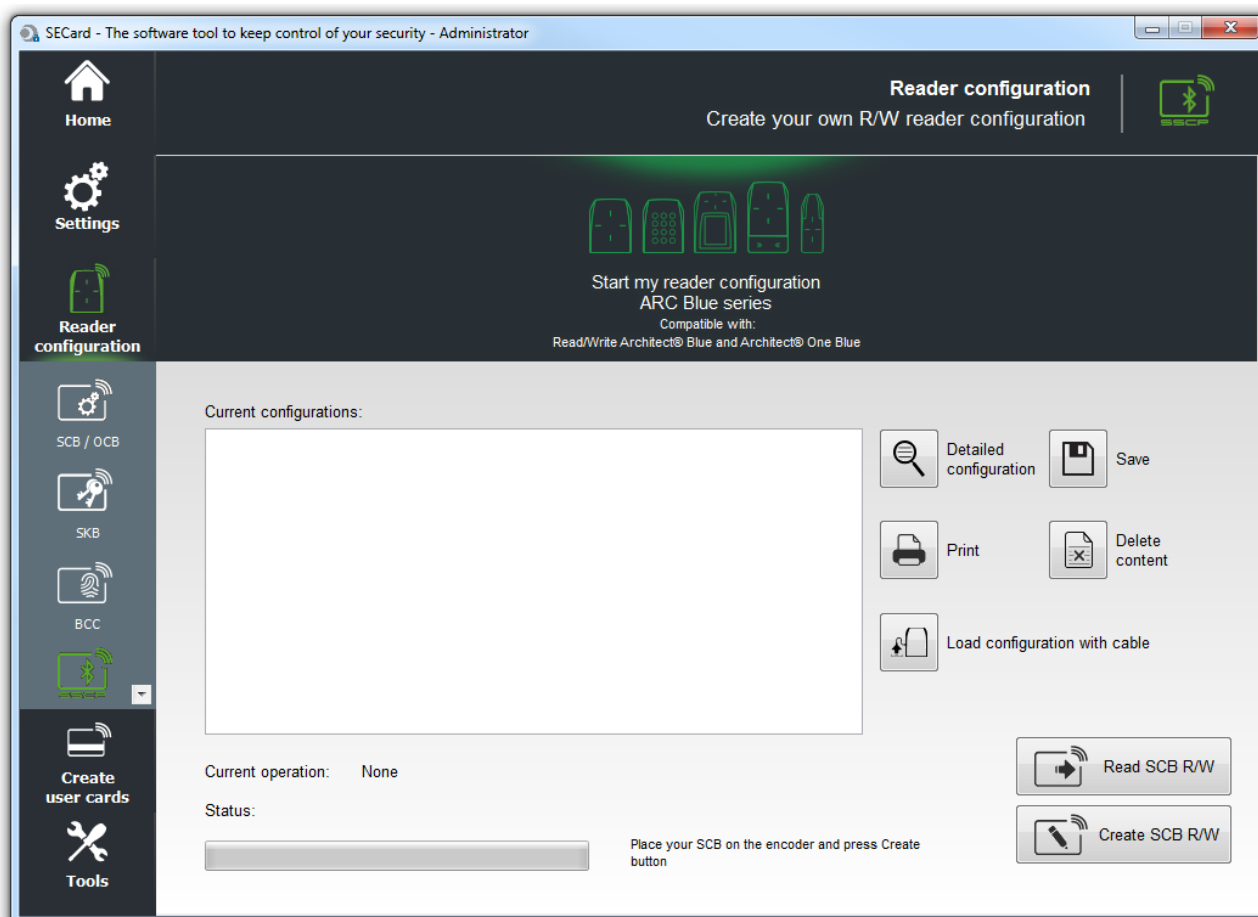 SECard - The software tool to keep control of your security - Administrator
Home
Settings
Reader
configuration
SCB / OCB
SKB
BCC
SSCP
Create
user cards
Tools
Reader configuration
Create your own R/W reader configuration
SSCP
Start my reader configuration
ARC Blue series
Compatible with:
Read/Write Architect® Blue and Architect® One Blue
Current configurations:
Detailed
configuration
Save
Print
Delete
content
Load configuration with cable
Current operation: None
Status:
Place your SCB on the encoder and press Create
button
Read SCB R/W
Create SCB R/W